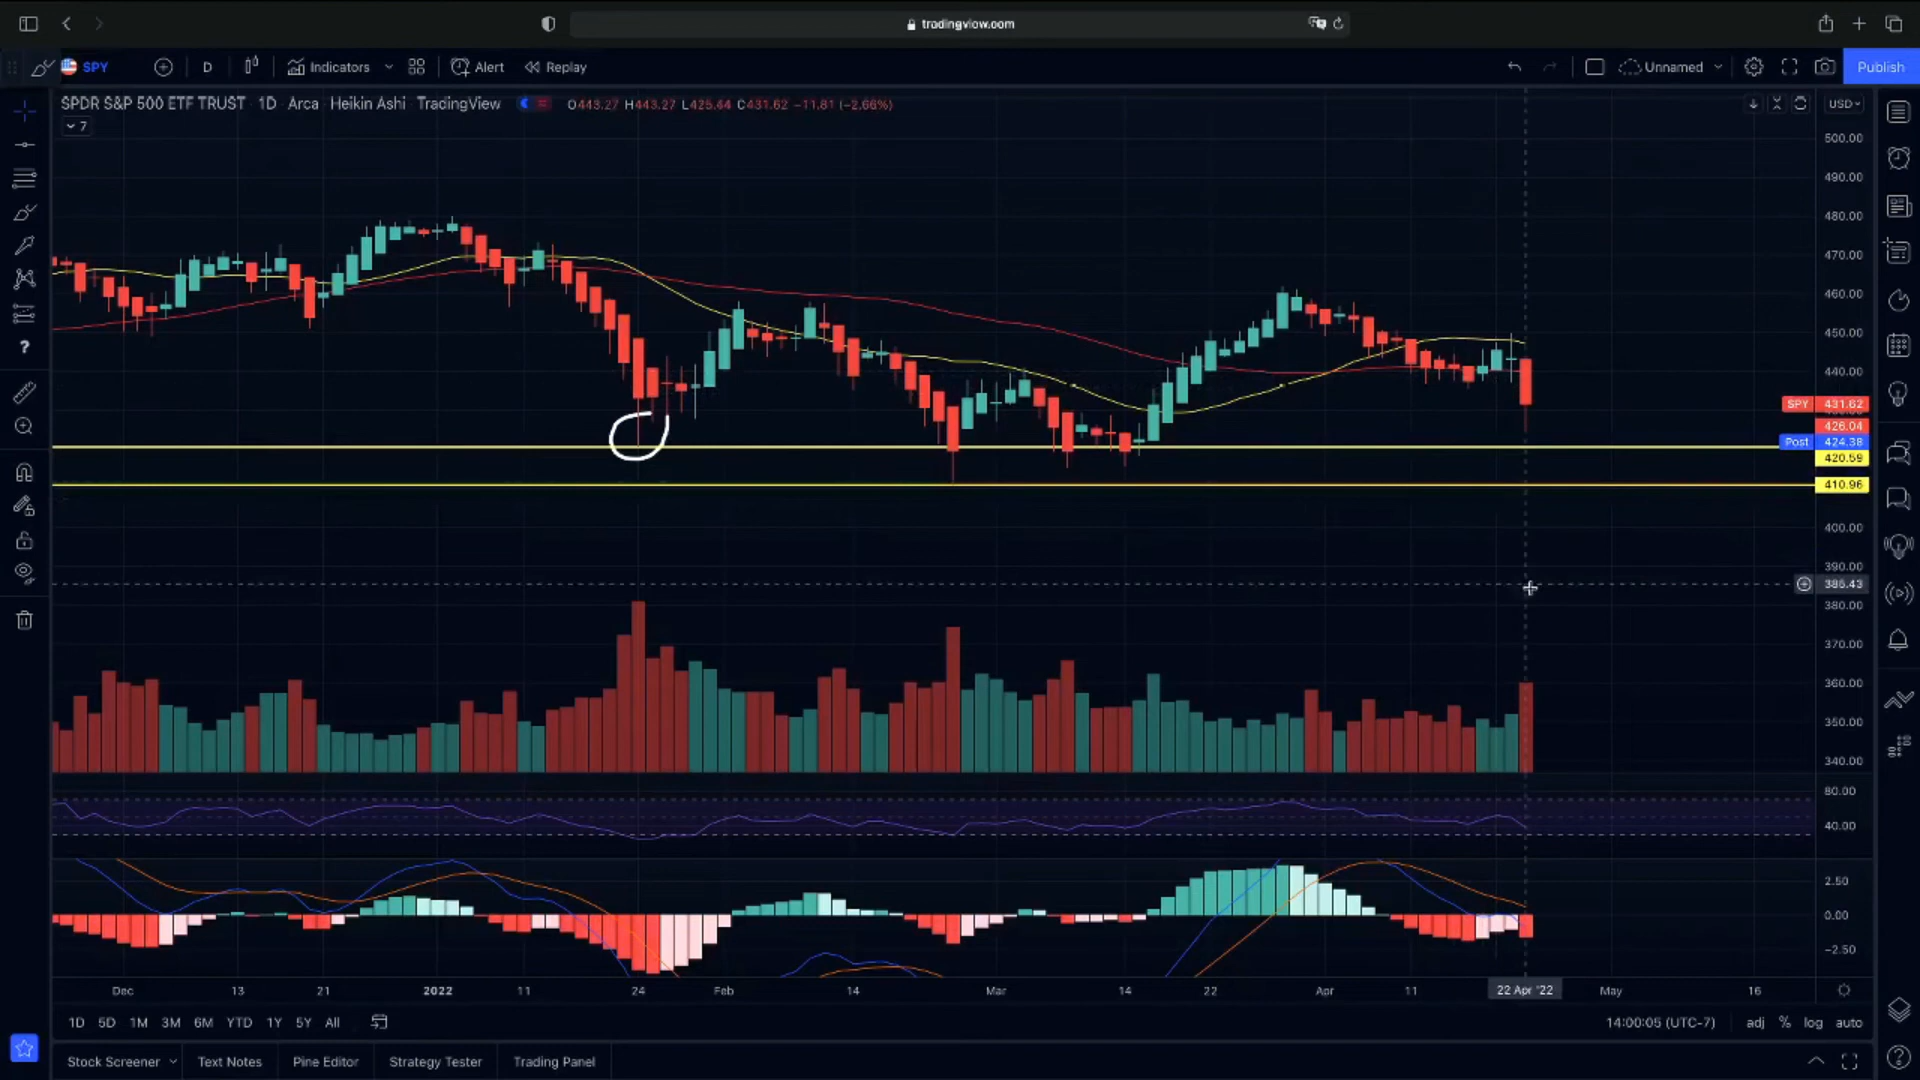 tradingview.com
SPY
D
Indicators
Alert
Replay
Unnamed
Publish
SPDR S&P 500 ETF TRUST · 1D · Arca · Heikin Ashi · TradingView
O443.27 H443.27 L425.44 C431.62 −11.81 (−2.66%)
7
USD
500.00
490.00
480.00
470.00
460.00
450.00
440.00
SPY 431.62
426.04
Post 424.38
420.59
410.96
400.00
390.00
385.43
380.00
370.00
360.00
350.00
340.00
80.00
40.00
2.50
0.00
−2.50
Dec 13 21 2022 11 24 Feb 14 Mar 14 22 Apr 11 22 Apr '22 May 16
1D 5D 1M 3M 6M YTD 1Y 5Y All
14:00:05 (UTC-7) adj % log auto
Stock Screener Text Notes Pine Editor Strategy Tester Trading Panel